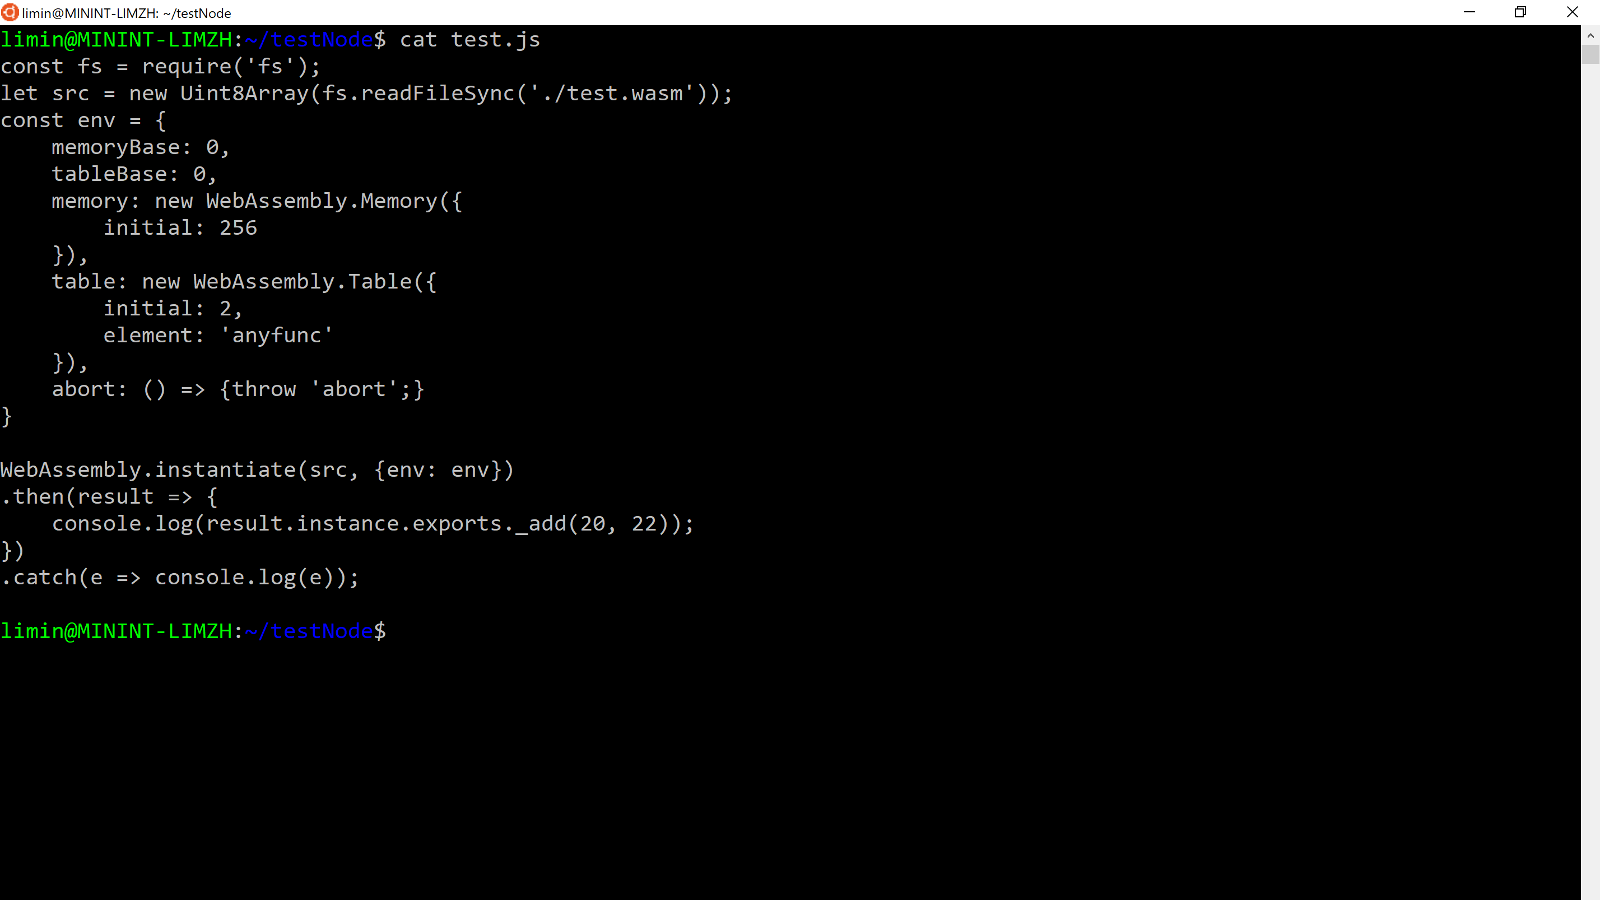 limin@MININT-LIMZH: ~/testNode
limin@MININT-LIMZH:~/testNode$ cat test.js
const fs = require('fs');
let src = new Uint8Array(fs.readFileSync('./test.wasm'));
const env = {
    memoryBase: 0,
    tableBase: 0,
    memory: new WebAssembly.Memory({
        initial: 256
    }),
    table: new WebAssembly.Table({
        initial: 2,
        element: 'anyfunc'
    }),
    abort: () => {throw 'abort';}
}
WebAssembly.instantiate(src, {env: env})
.then(result => {
    console.log(result.instance.exports._add(20, 22));
})
.catch(e => console.log(e));
limin@MININT-LIMZH:~/testNode$